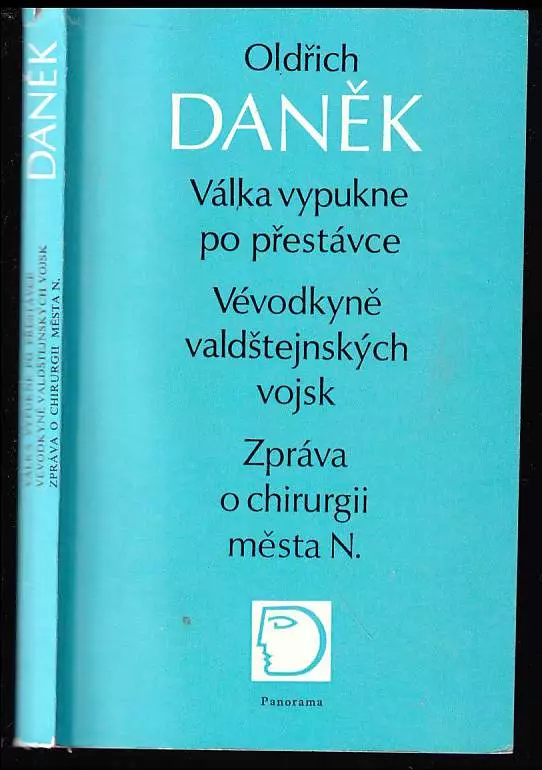 Oldřich
DANĚK
Válka vypukne
po přestávce
Vévodkyně
valdštejnských
vojsk
Zpráva
o chirurgii
města N.
Panorama
DANĚK
VÁLKA VYPUKNE PO PŘESTÁVCE
VÉVODKYNĚ VALDŠTEJNSKÝCH VOJSK
ZPRÁVA O CHIRURGII MĚSTA N.